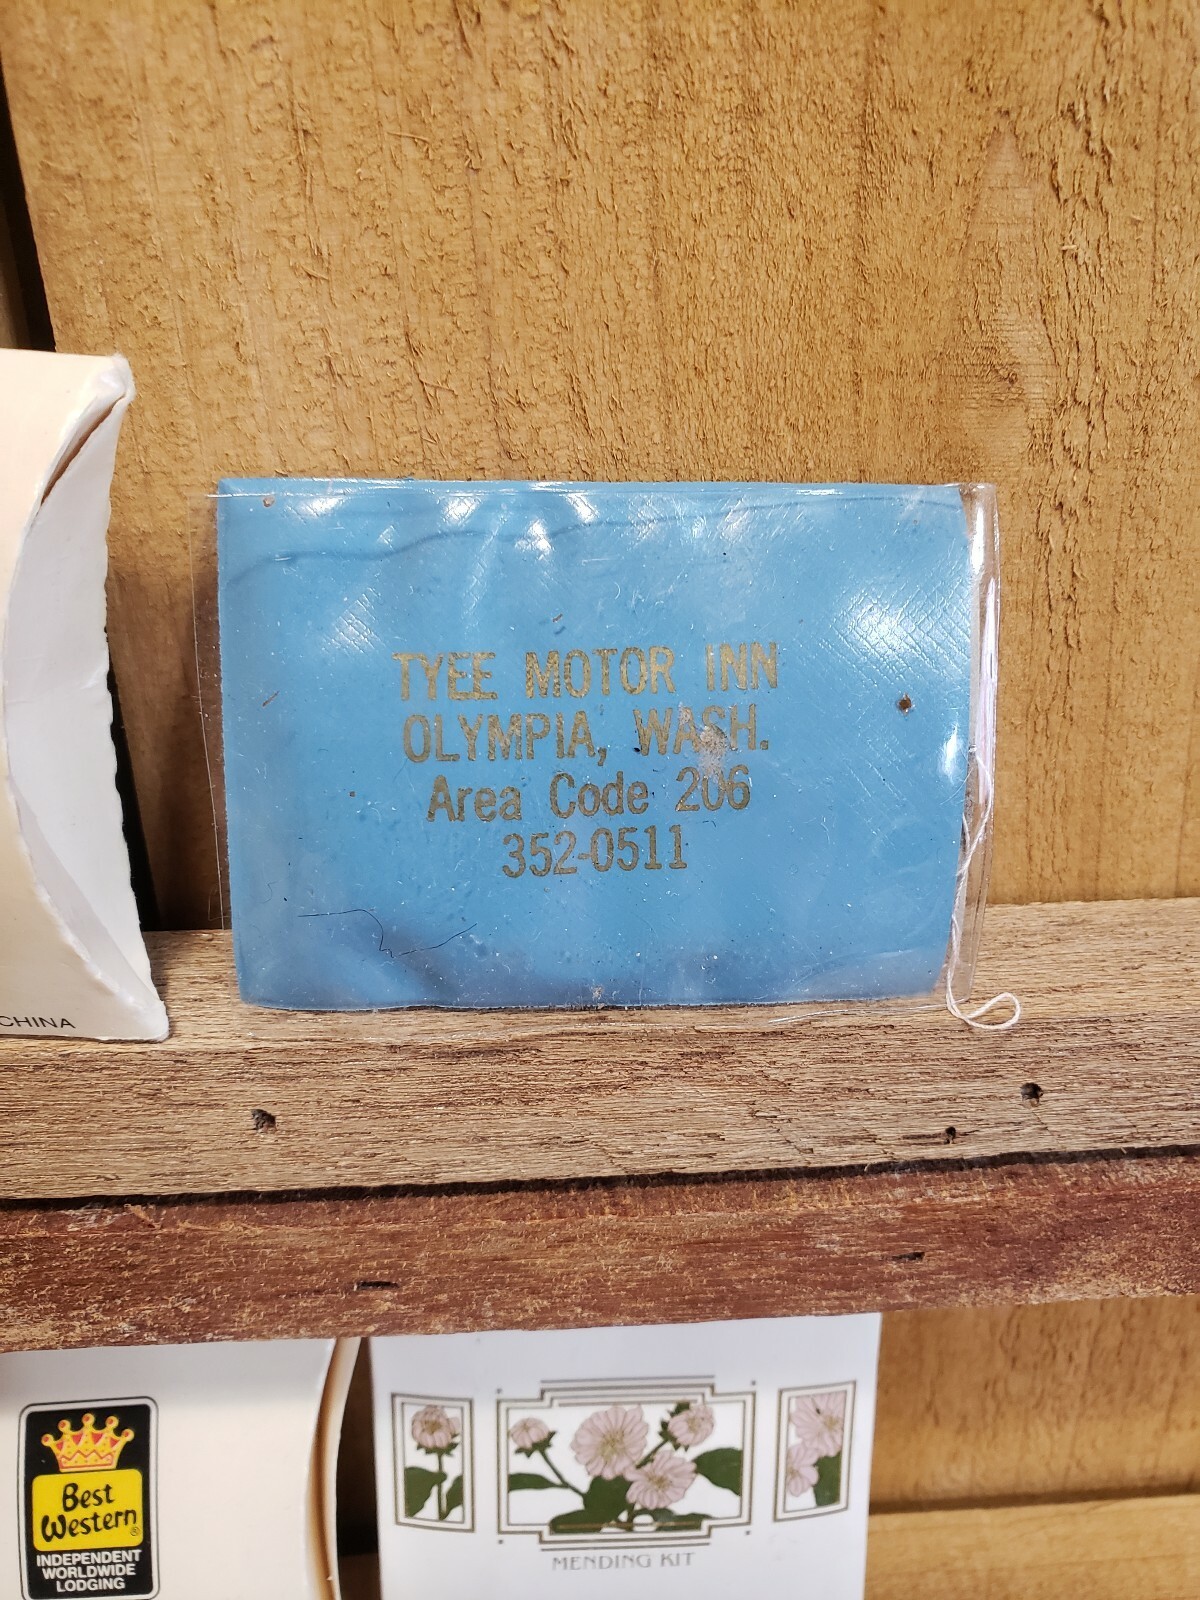 TYEE MOTOR INN
OLYMPIA, WASH.
Area Code 206
352-0511
CHINA
Best
Western®
INDEPENDENT
WORLDWIDE
LODGING
MENDING KIT